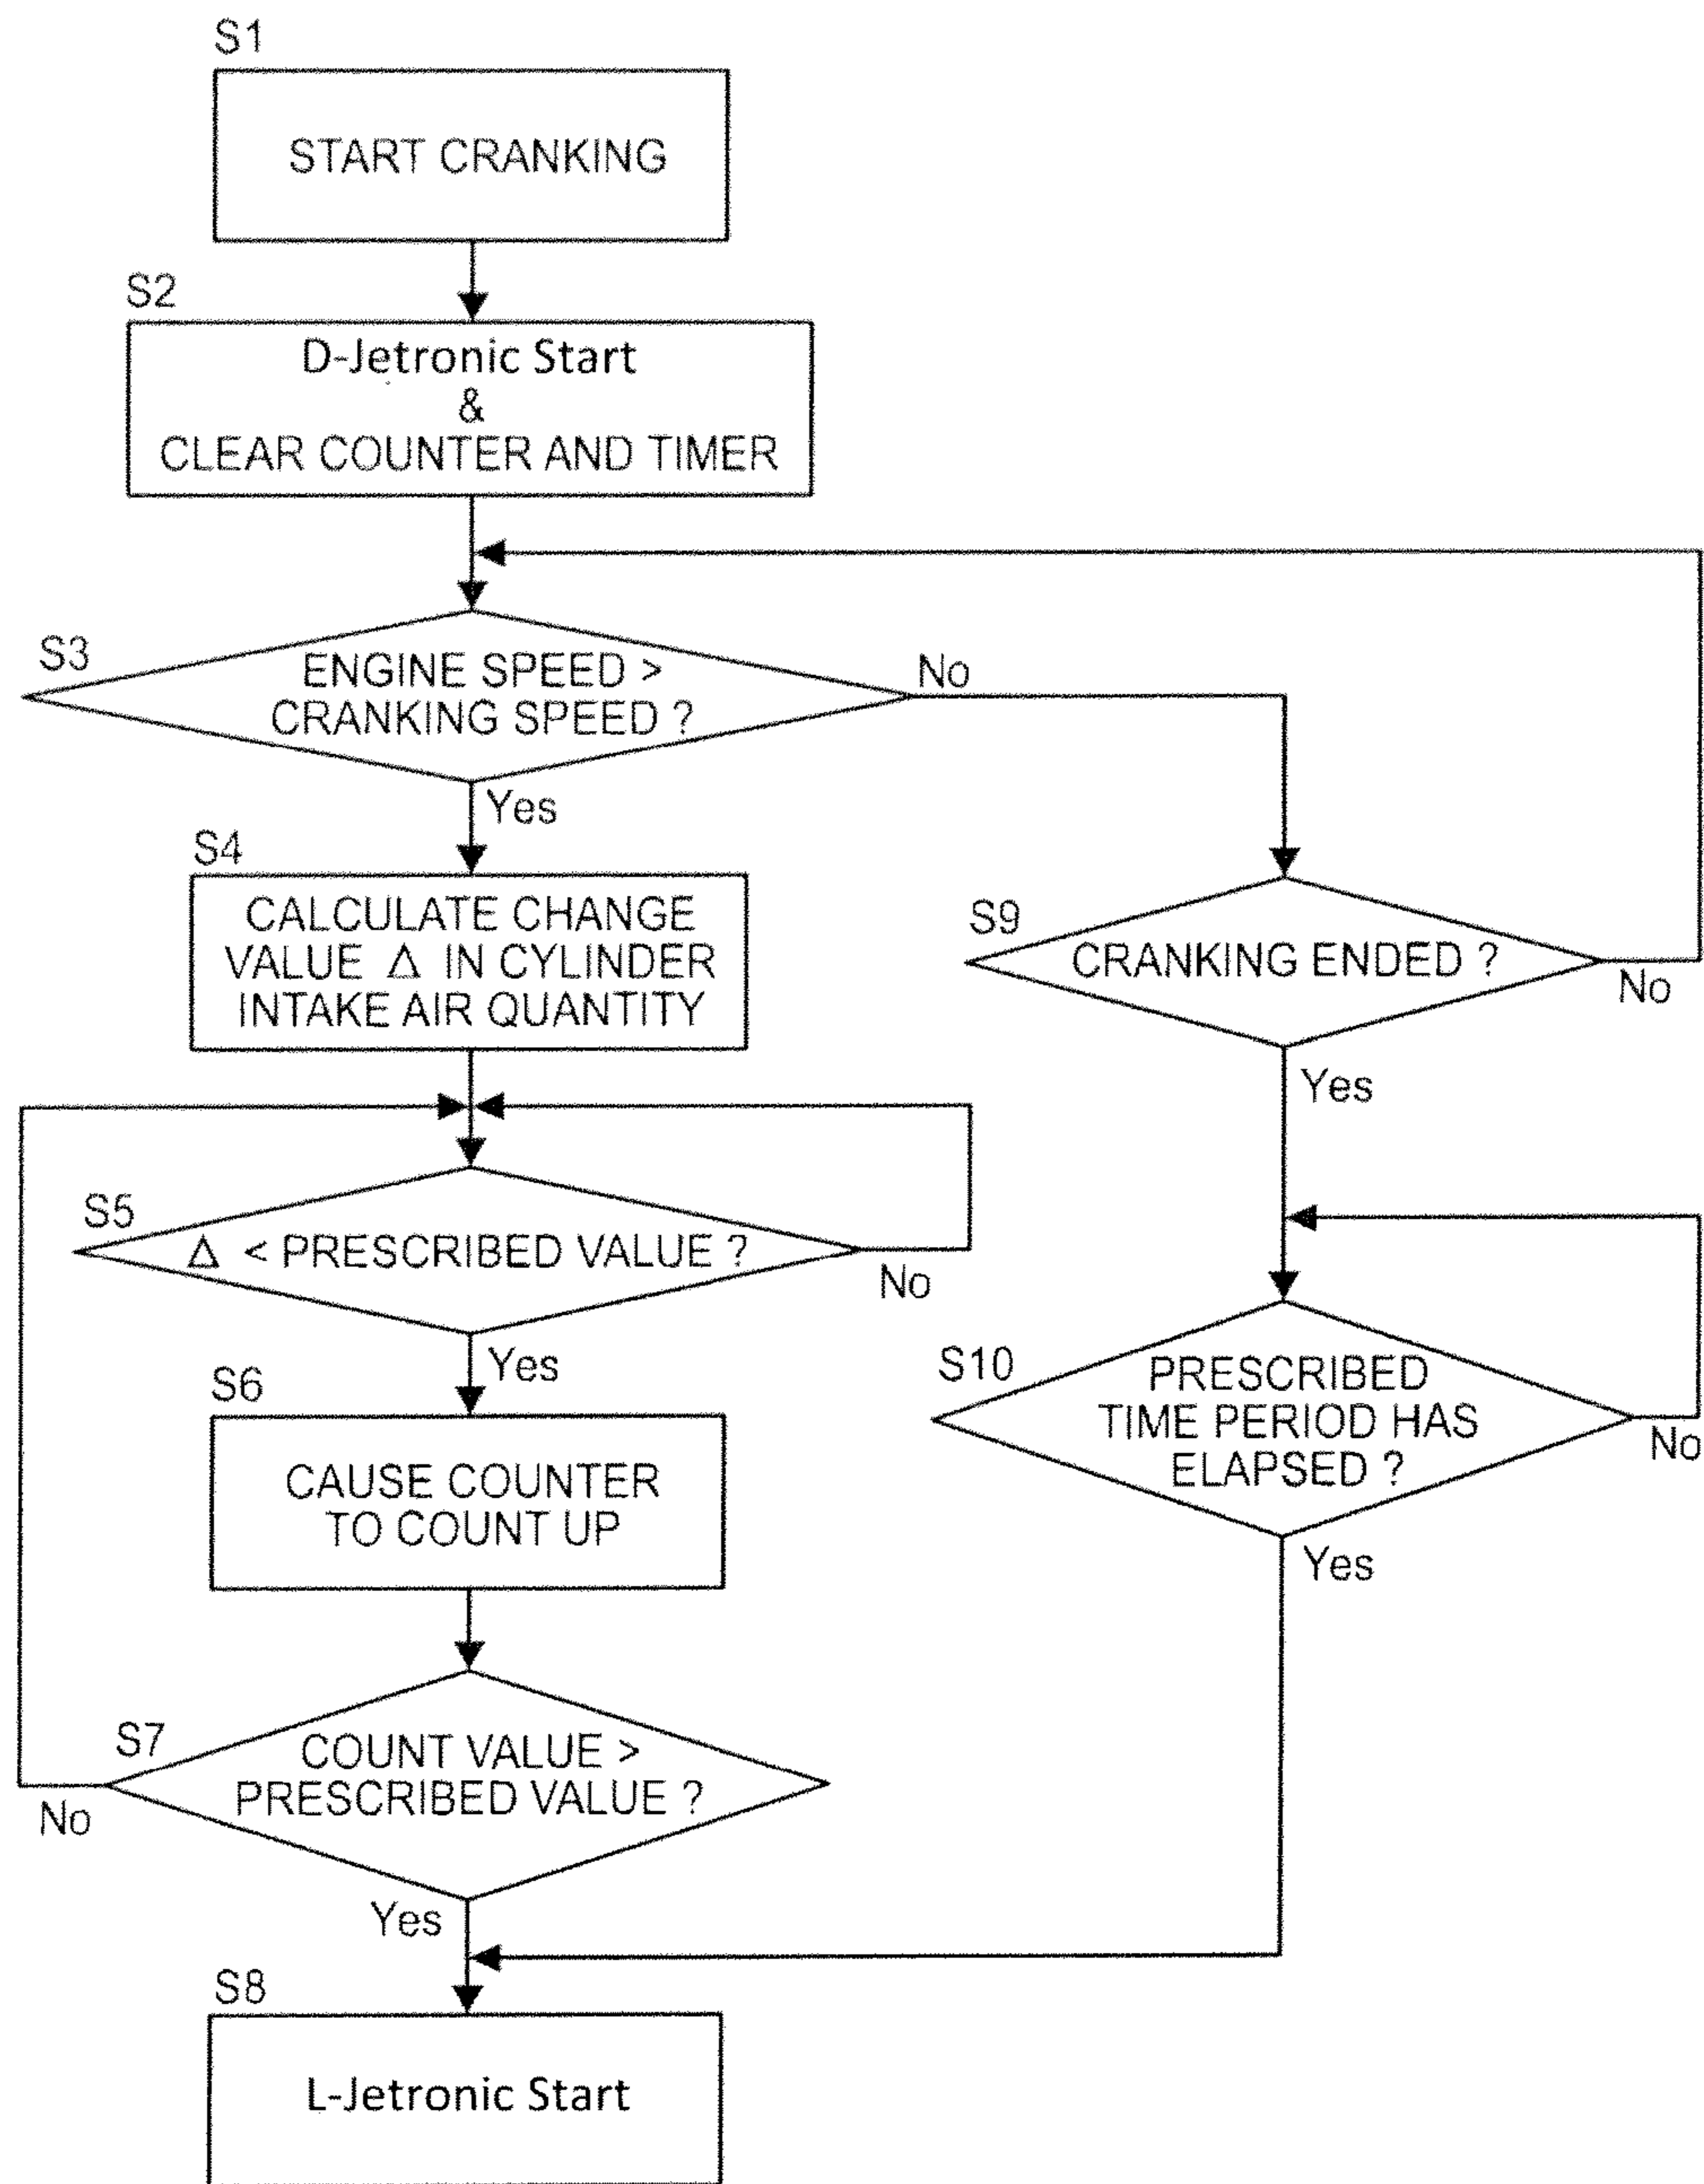 S1
START CRANKING
S2
D-Jetronic Start
&
CLEAR COUNTER AND TIMER
S3
ENGINE SPEED >
CRANKING SPEED ?
No
Yes
S4
CALCULATE CHANGE
VALUE Δ IN CYLINDER
INTAKE AIR QUANTITY
S9
CRANKING ENDED ?
No
Yes
S5
Δ < PRESCRIBED VALUE ?
No
Yes
S6
CAUSE COUNTER
TO COUNT UP
S10
PRESCRIBED
TIME PERIOD HAS
ELAPSED ?
No
Yes
S7
COUNT VALUE >
PRESCRIBED VALUE ?
No
Yes
S8
L-Jetronic Start